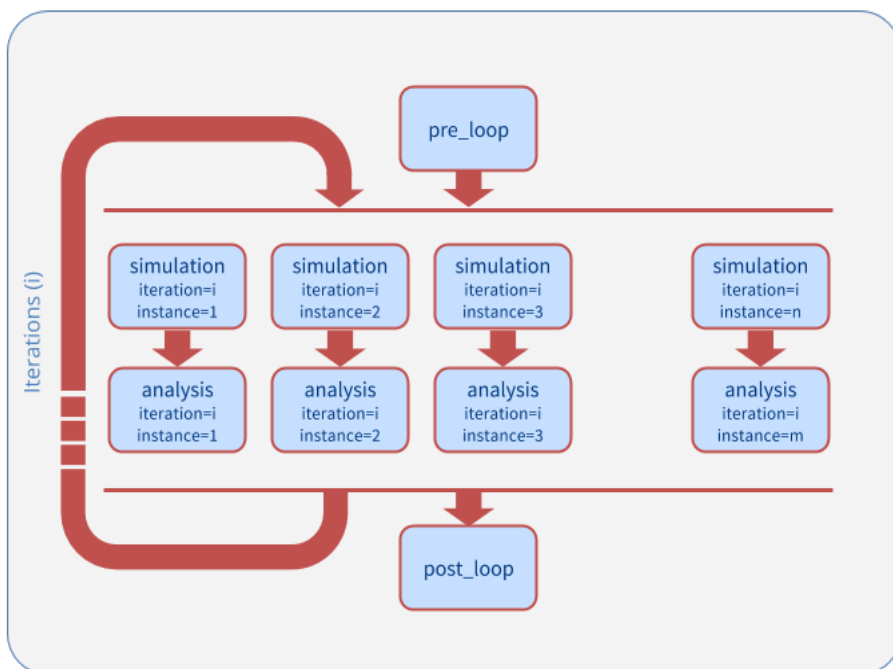 pre_loop
Iterations (i)
simulation
iteration=i
instance=1
simulation
iteration=i
instance=2
simulation
iteration=i
instance=3
simulation
iteration=i
instance=n
analysis
iteration=i
instance=1
analysis
iteration=i
instance=2
analysis
iteration=i
instance=3
analysis
iteration=i
instance=m
post_loop